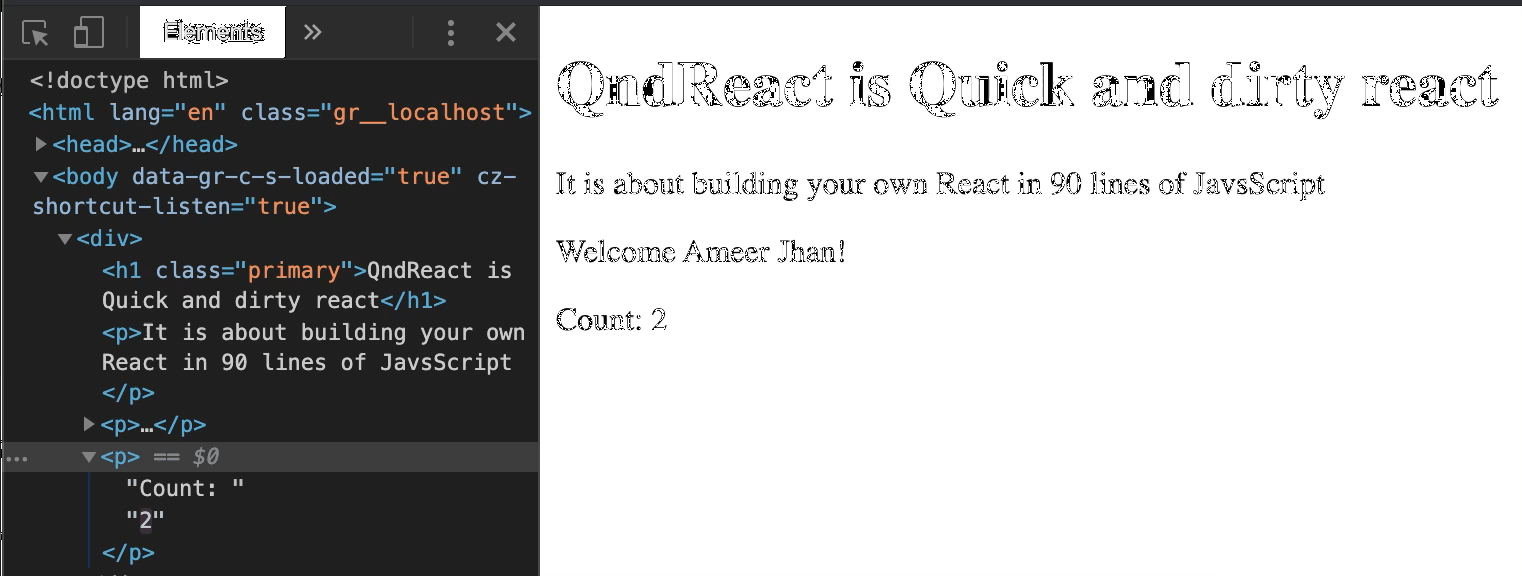 Elements
<!doctype html>
<html lang="en" class="gr__localhost">
<head>…</head>
<body data-gr-c-s-loaded="true" cz-
shortcut-listen="true">
<div>
<h1 class="primary">QndReact is
Quick and dirty react</h1>
<p>It is about building your own
React in 90 lines of JavsScript
</p>
<p>…</p>
<p> == $0
"Count: "
"2"
</p>
QndReact is Quick and dirty react
It is about building your own React in 90 lines of JavsScript
Welcome Ameer Jhan!
Count: 2